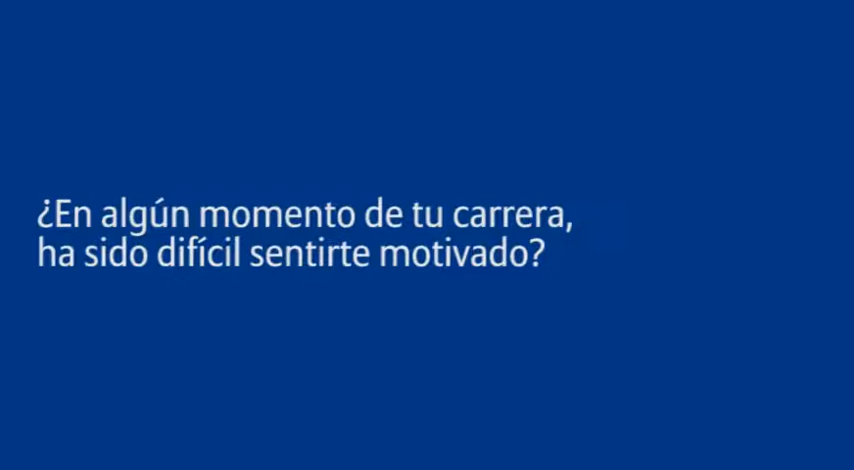 ¿En algún momento de tu carrera,
ha sido difícil sentirte motivado?